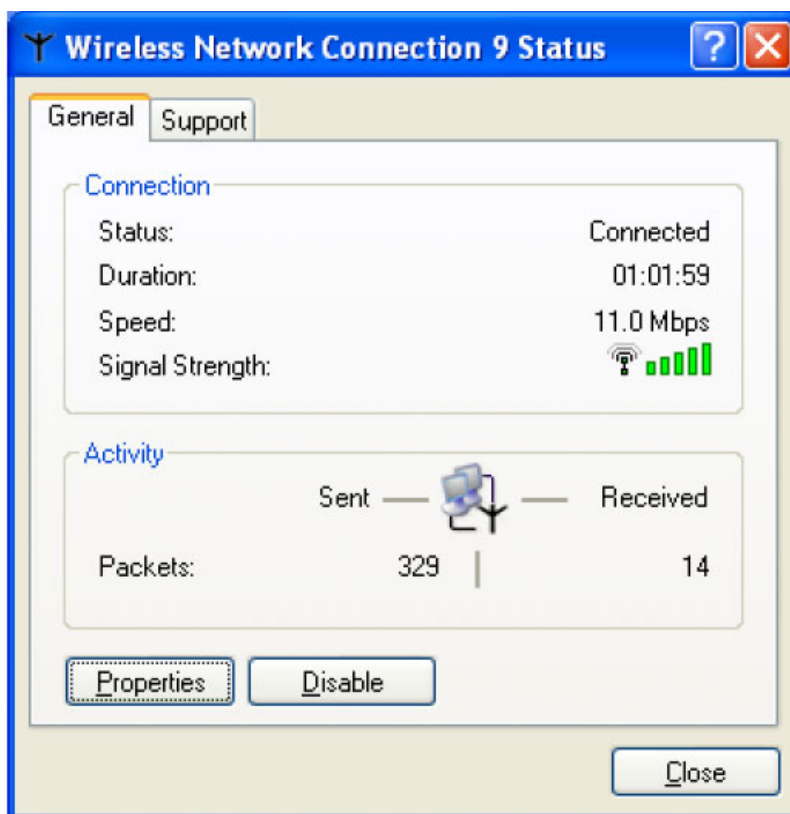 Wireless Network Connection 9 Status
General Support
Connection
Status: Connected
Duration: 01:01:59
Speed: 11.0 Mbps
Signal Strength:
Activity
Sent Received
Packets: 329 14
Properties Disable
Close